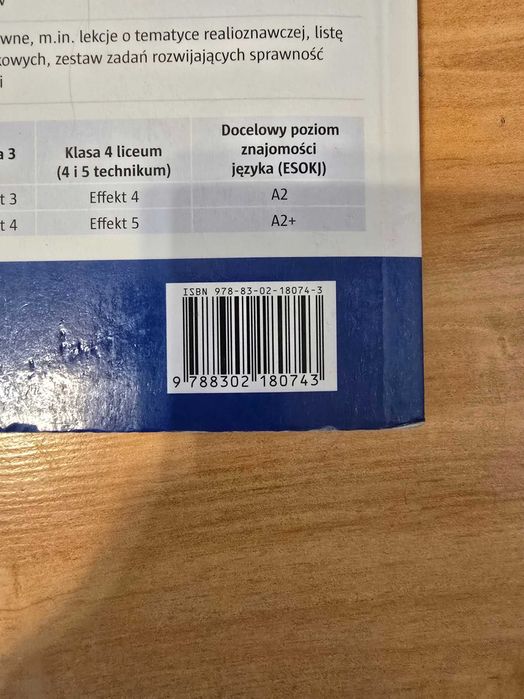 wne, m.in. lekcje o tematyce realioznawczej, listę
kowych, zestaw zadań rozwijających sprawność
i
a 3
Klasa 4 liceum
(4 i 5 technikum)
Docelowy poziom
znajomości
języka (ESOKJ)
t 3
Effekt 4
A2
t 4
Effekt 5
A2+
ISBN 978-83-02-18074-3
9 788302 180743